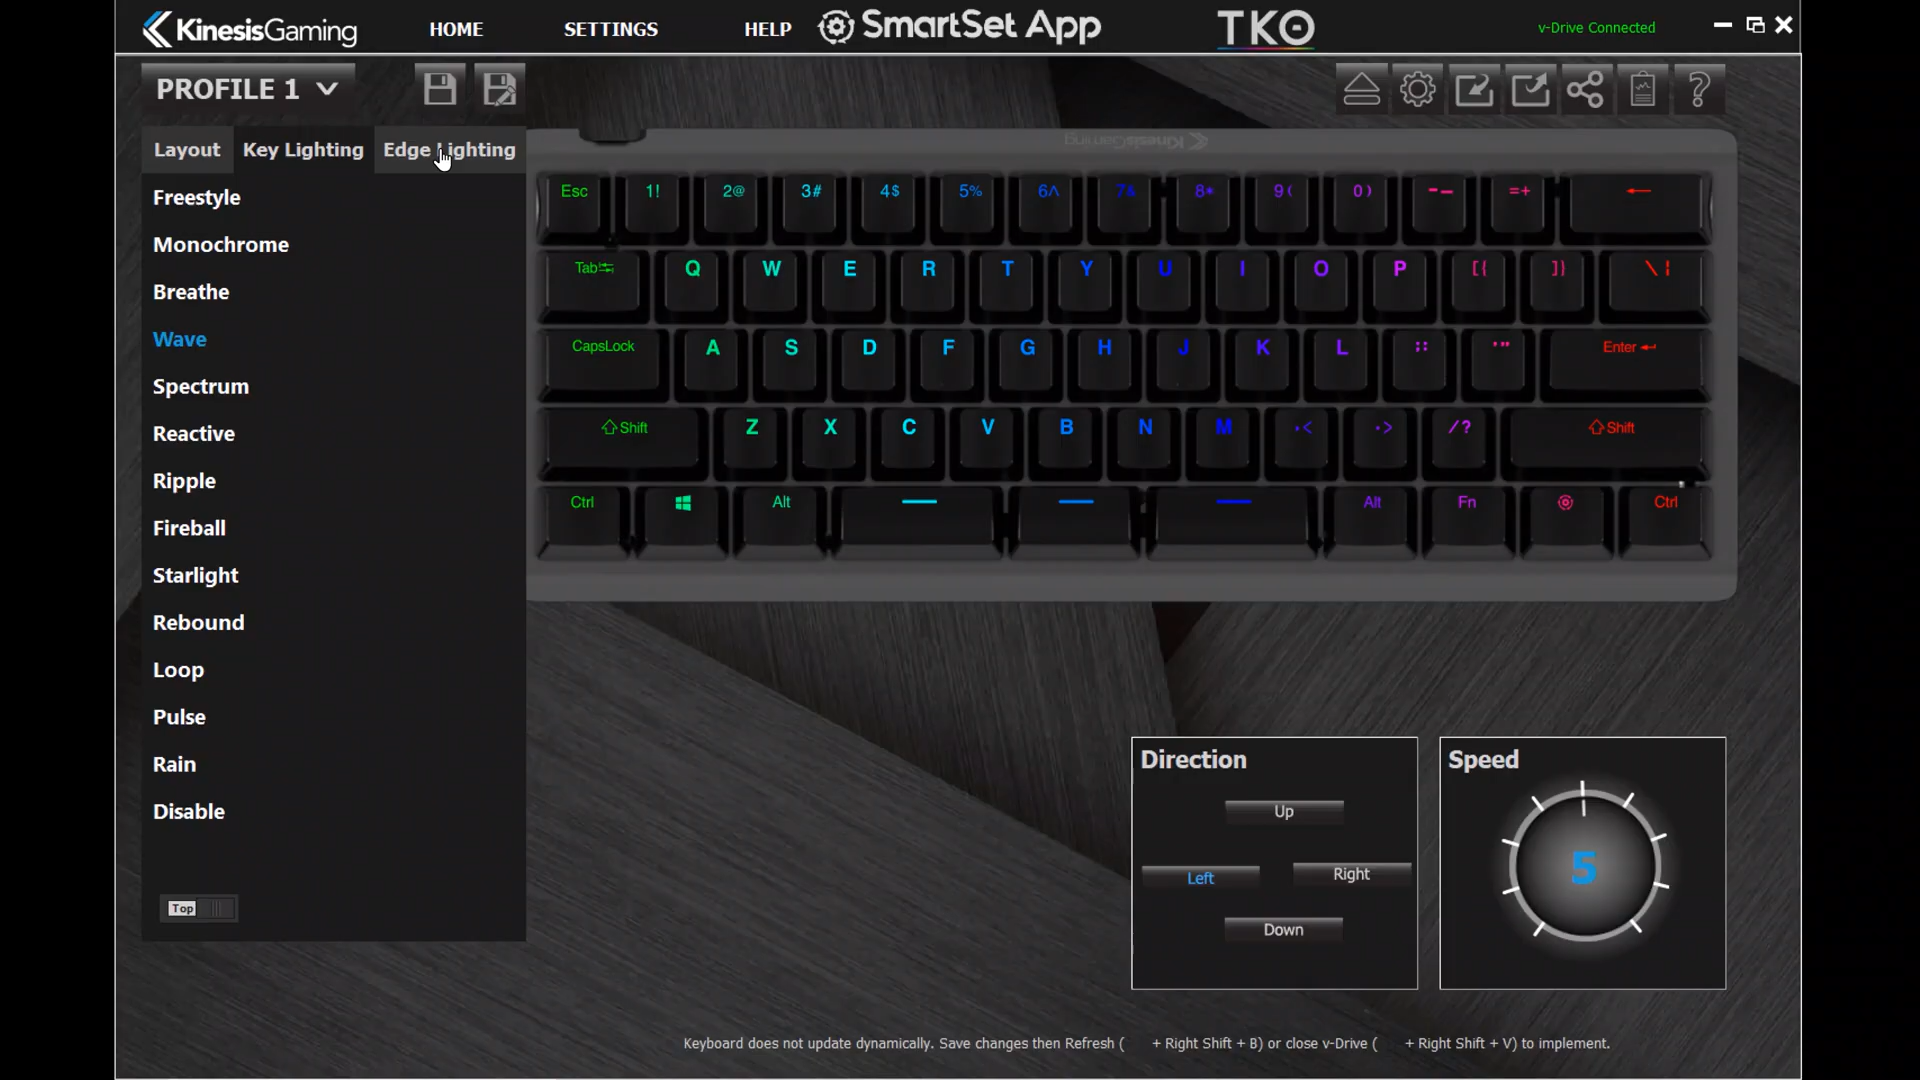 KinesisGaming HOME SETTINGS HELP SmartSet App TKO v-Drive Connected
PROFILE 1
Layout Key Lighting Edge Lighting
Freestyle
Monochrome
Breathe
Wave
Spectrum
Reactive
Ripple
Fireball
Starlight
Rebound
Loop
Pulse
Rain
Disable
Top
KinesisGaming
Esc 1! 2@ 3# 4$ 5% 6^ 7& 8* 9( 0) -_ =+ ←
Tab Q W E R T Y U I O P [{ ]} \|
CapsLock A S D F G H J K L ;: '" Enter
Shift Z X C V B N M ,< .> /? Shift
Ctrl Alt Alt Fn Ctrl
Direction
Up
Left Right
Down
Speed
5
Keyboard does not update dynamically. Save changes then Refresh ( + Right Shift + B) or close v-Drive ( + Right Shift + V) to implement.